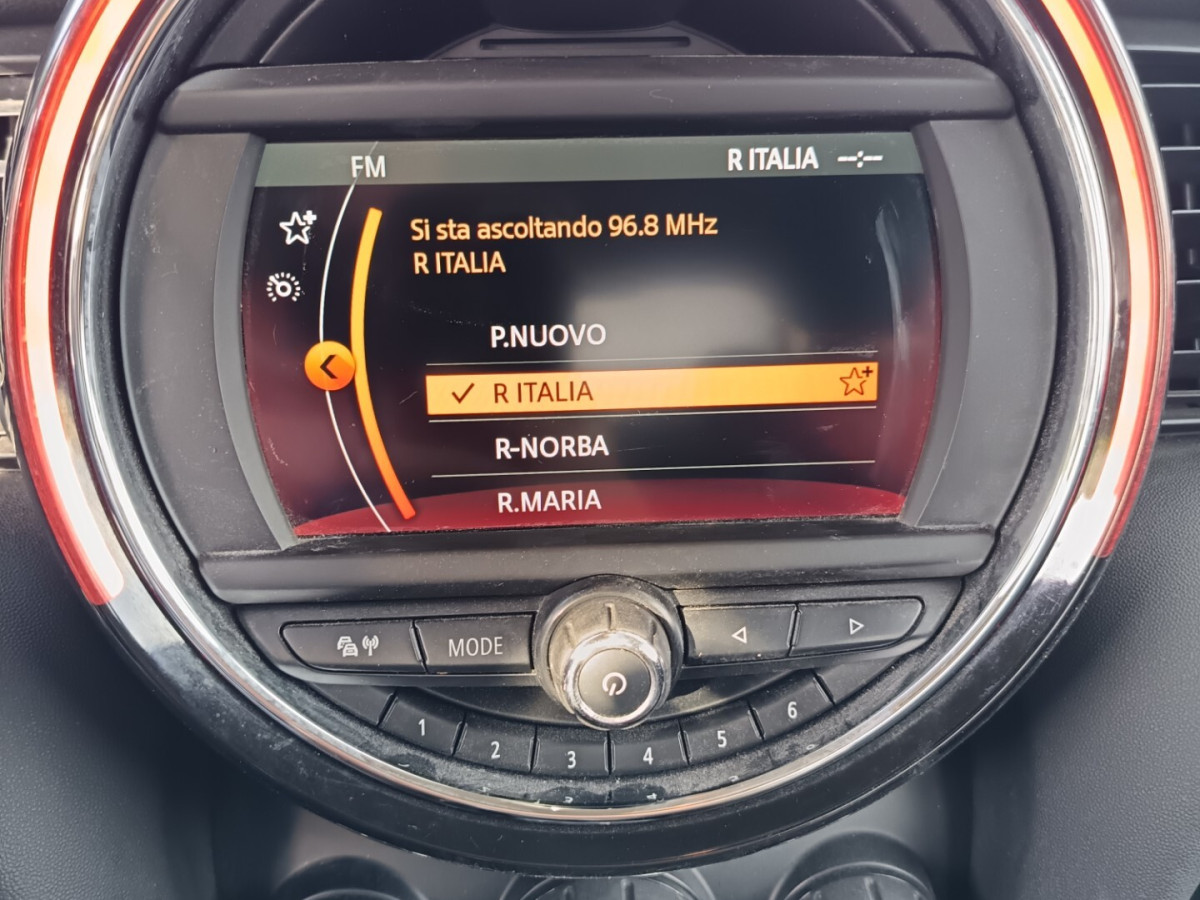 FM
R ITALIA --:--
Si sta ascoltando 96.8 MHz
R ITALIA
P.NUOVO
R ITALIA
R-NORBA
R.MARIA
MODE
1
2
3
4
5
6